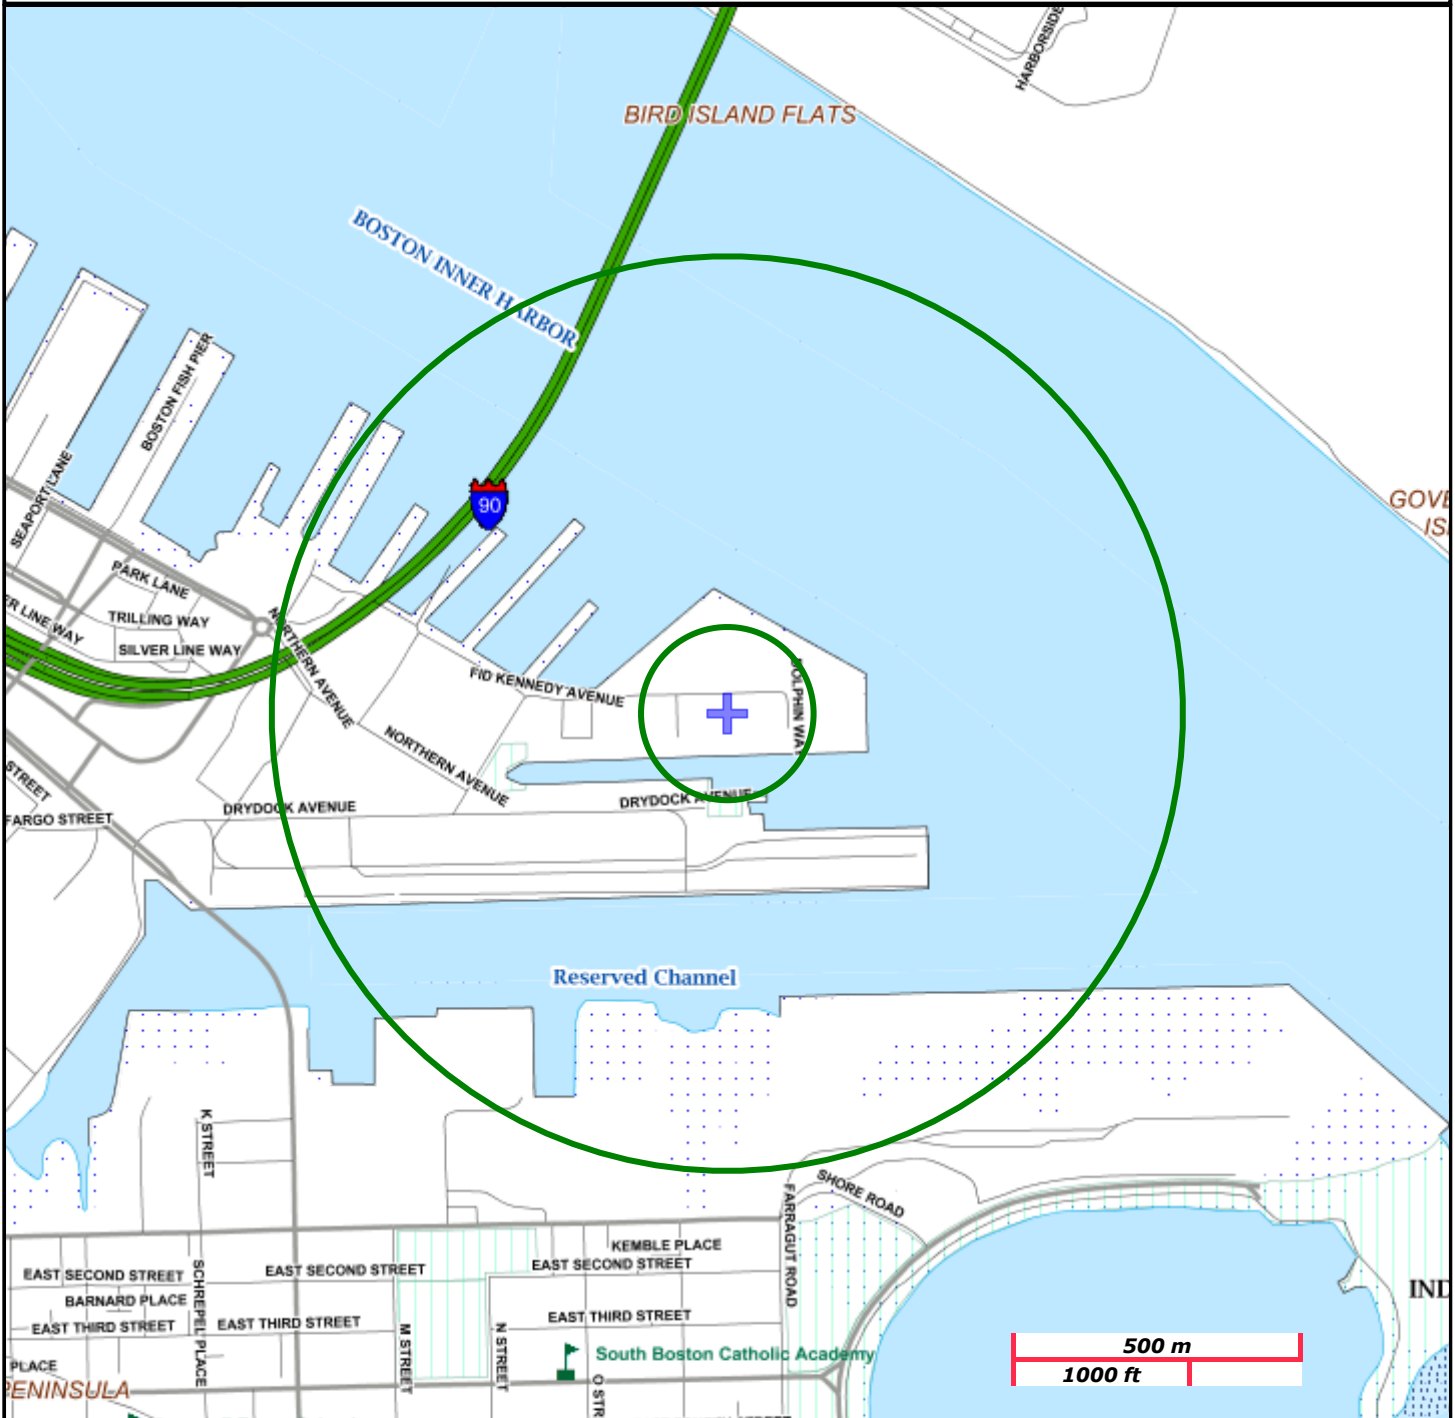 HARBORSIDE
BIRD ISLAND FLATS
BOSTON INNER HARBOR
BOSTON FISH PIER
SEAPORT LANE
90
GOVE
IS
PARK LANE
TRILLING WAY
ER LINE WAY
SILVER LINE WAY
NORTHERN AVENUE
FID KENNEDY AVENUE
DOLPHIN WAY
NORTHERN AVENUE
STREET
DRYDOCK AVENUE
DRYDOCK AVENUE
FARGO STREET
Reserved Channel
K STREET
SHORE ROAD
FARRAGUT ROAD
KEMBLE PLACE
EAST SECOND STREET
EAST SECOND STREET
EAST SECOND STREET
SCHREPEL PLACE
BARNARD PLACE
EAST THIRD STREET
EAST THIRD STREET
EAST THIRD STREET
M STREET
N STREET
IND
500 m
1000 ft
South Boston Catholic Academy
PLACE
PENINSULA
O STR